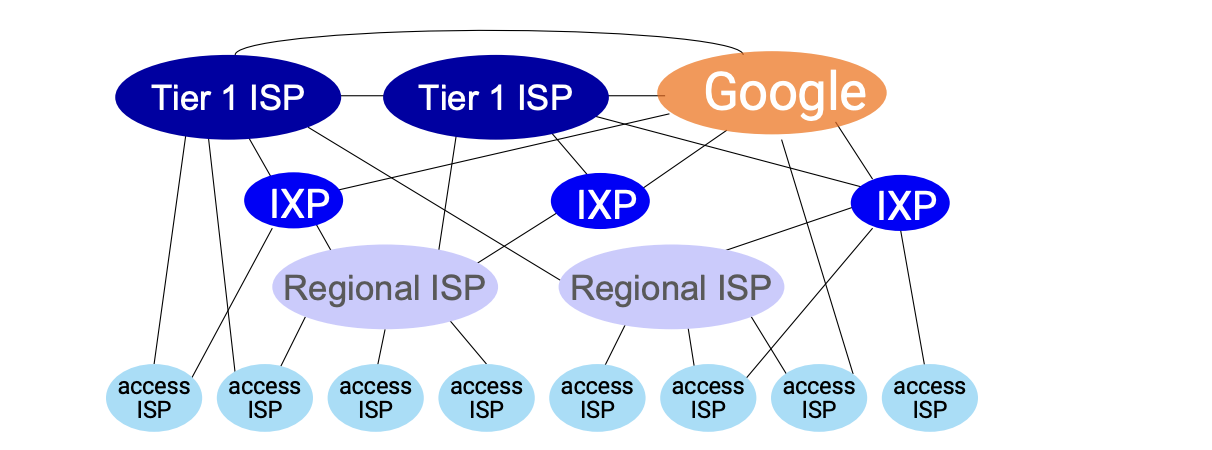 Tier 1 ISP
Tier 1 ISP
Google
IXP
IXP
IXP
Regional ISP
Regional ISP
access
ISP
access
ISP
access
ISP
access
ISP
access
ISP
access
ISP
access
ISP
access
ISP